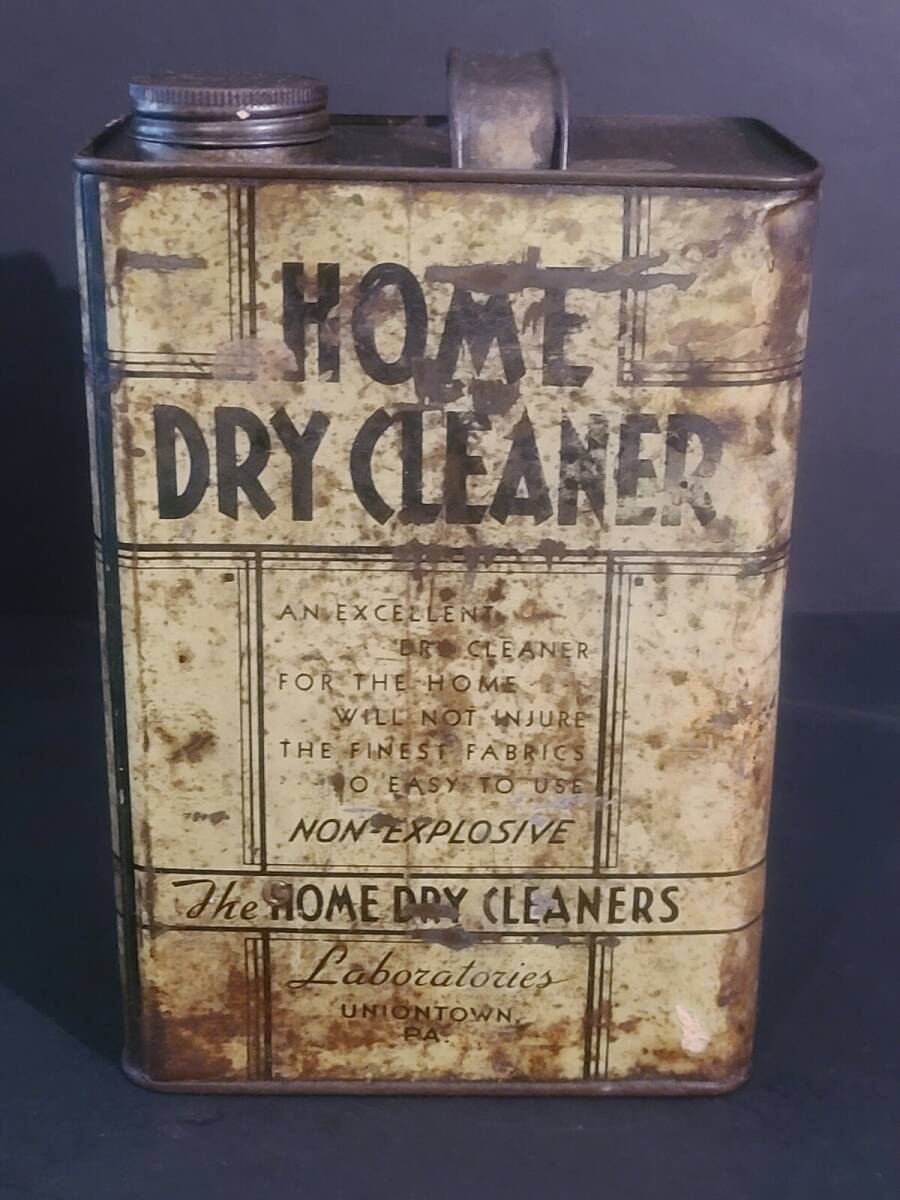 HOME
DRY CLEANER
AN EXCELLENT
DRY CLEANER
FOR THE HOME
WILL NOT INJURE
THE FINEST FABRICS
EASY TO USE
NON-EXPLOSIVE
The HOME DRY CLEANERS
Laboratories
UNIONTOWN,
PA.